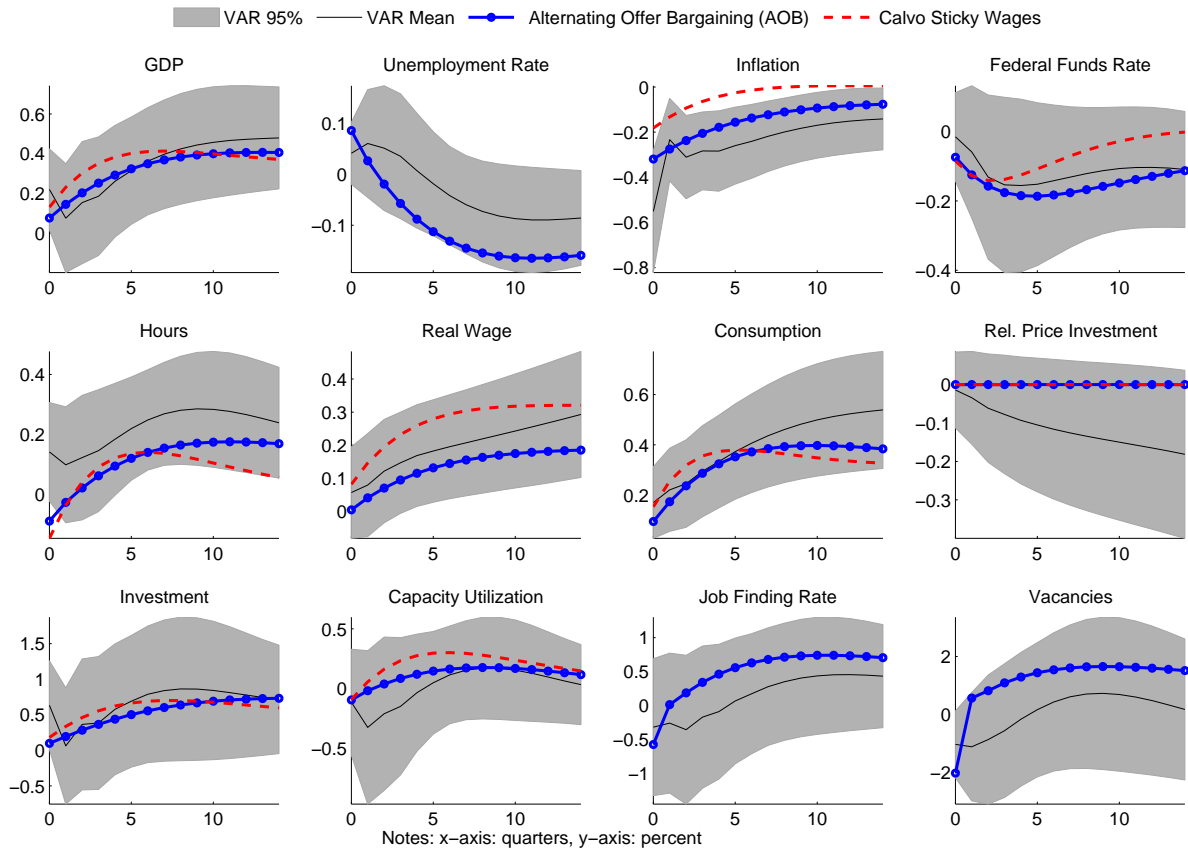 VAR 95% VAR Mean Alternating Offer Bargaining (AOB) Calvo Sticky Wages
GDP Unemployment Rate Inflation Federal Funds Rate
0 0.2 0.4 0.6
0 5 10
−0.1 0 0.1
0 5 10
−0.8 −0.6 −0.4 −0.2 0
0 5 10
−0.4 −0.2 0
0 5 10
Hours Real Wage Consumption Rel. Price Investment
0 0.2 0.4
0 5 10
0 0.1 0.2 0.3 0.4
0 5 10
0.2 0.4 0.6
0 5 10
−0.3 −0.2 −0.1 0
0 5 10
Investment Capacity Utilization Job Finding Rate Vacancies
−0.5 0 0.5 1 1.5
0 5 10
−0.5 0 0.5
0 5 10
−1 −0.5 0 0.5 1
0 5 10
−2 0 2
0 5 10
Notes: x−axis: quarters, y−axis: percent